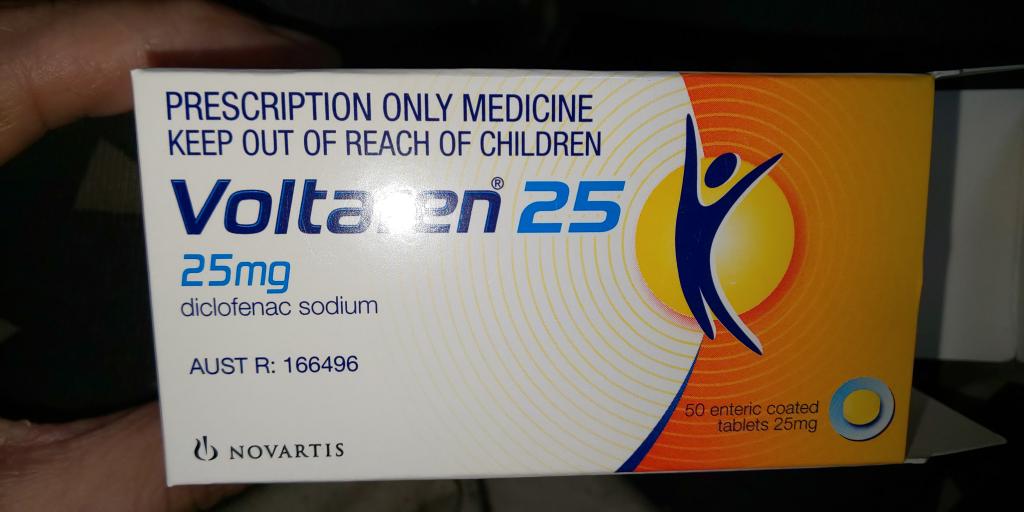 PRESCRIPTION ONLY MEDICINE
KEEP OUT OF REACH OF CHILDREN
Voltaren® 25
25mg
diclofenac sodium
AUST R: 166496
50 enteric coated
tablets 25mg
NOVARTIS